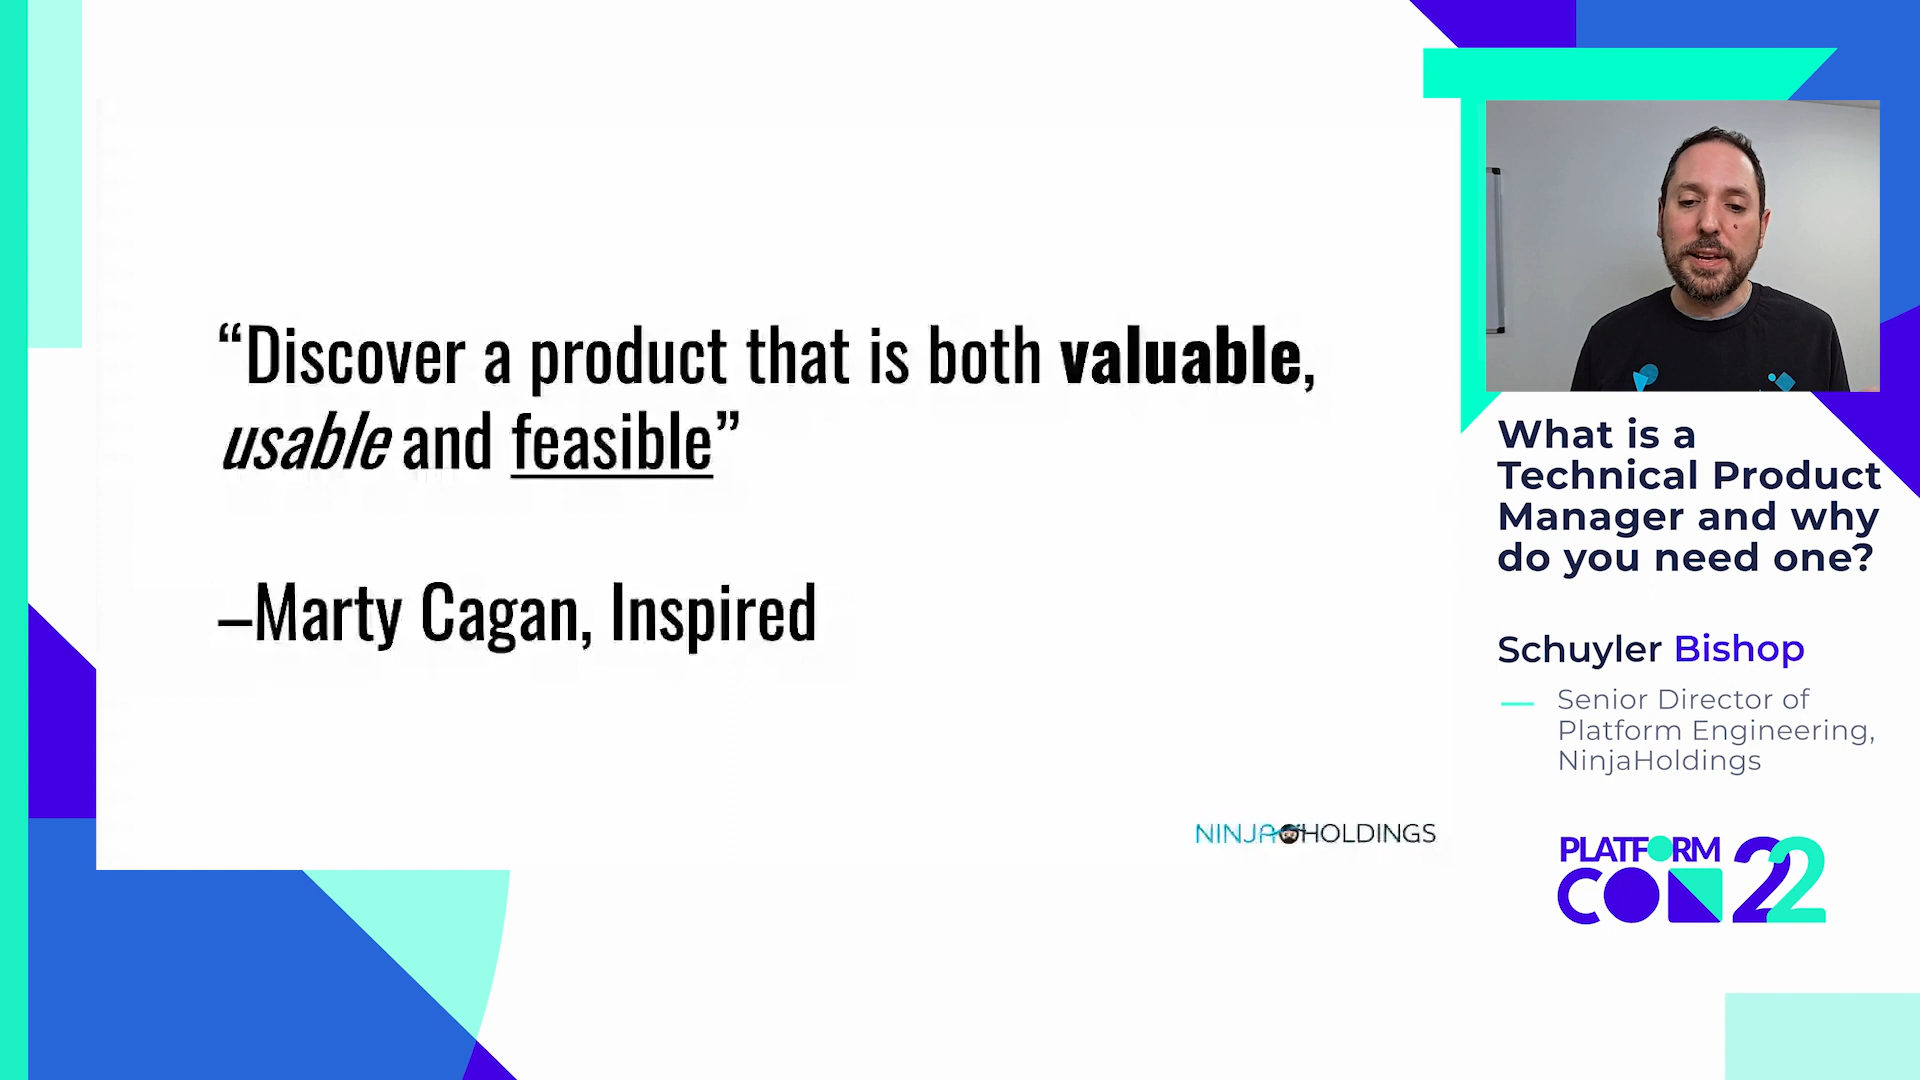 “Discover a product that is both valuable,
usable and feasible”
–Marty Cagan, Inspired
NINJA HOLDINGS
What is a
Technical Product
Manager and why
do you need one?
Schuyler Bishop
Senior Director of
Platform Engineering,
NinjaHoldings
PLATFORM
CON 22